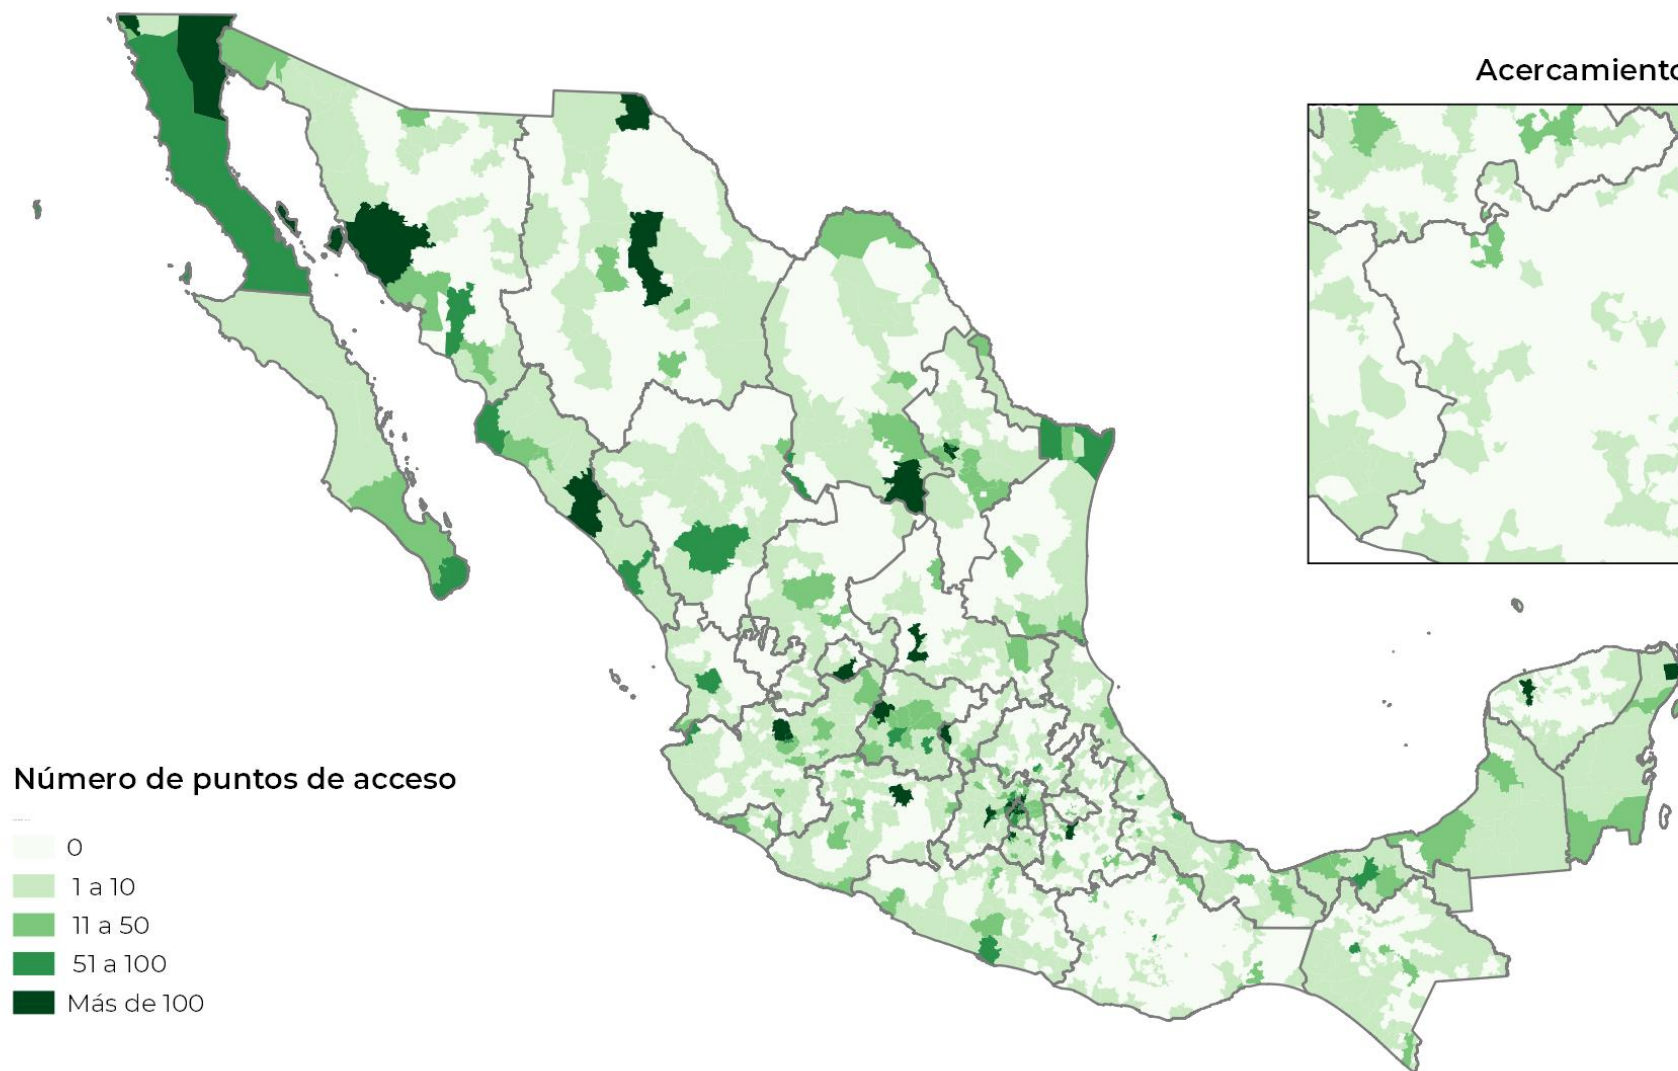 Acercamiento
Número de puntos de acceso
0
1 a 10
11 a 50
51 a 100
Más de 100